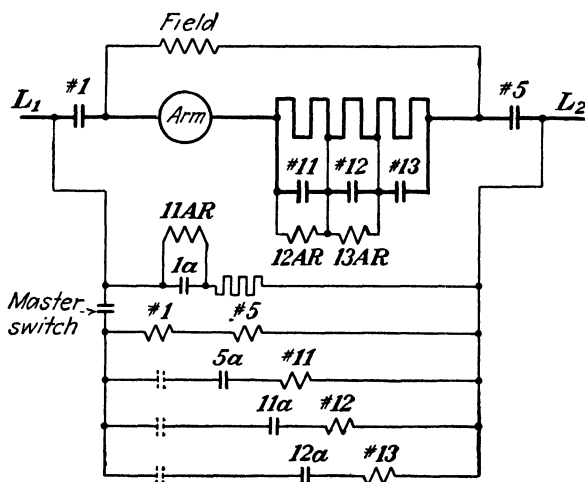 Field
L1 #1 Arm #5 L2
#11 #12 #13
11AR 12AR 13AR
1a
Master
switch
#1 #5
5a #11
11a #12
12a #13